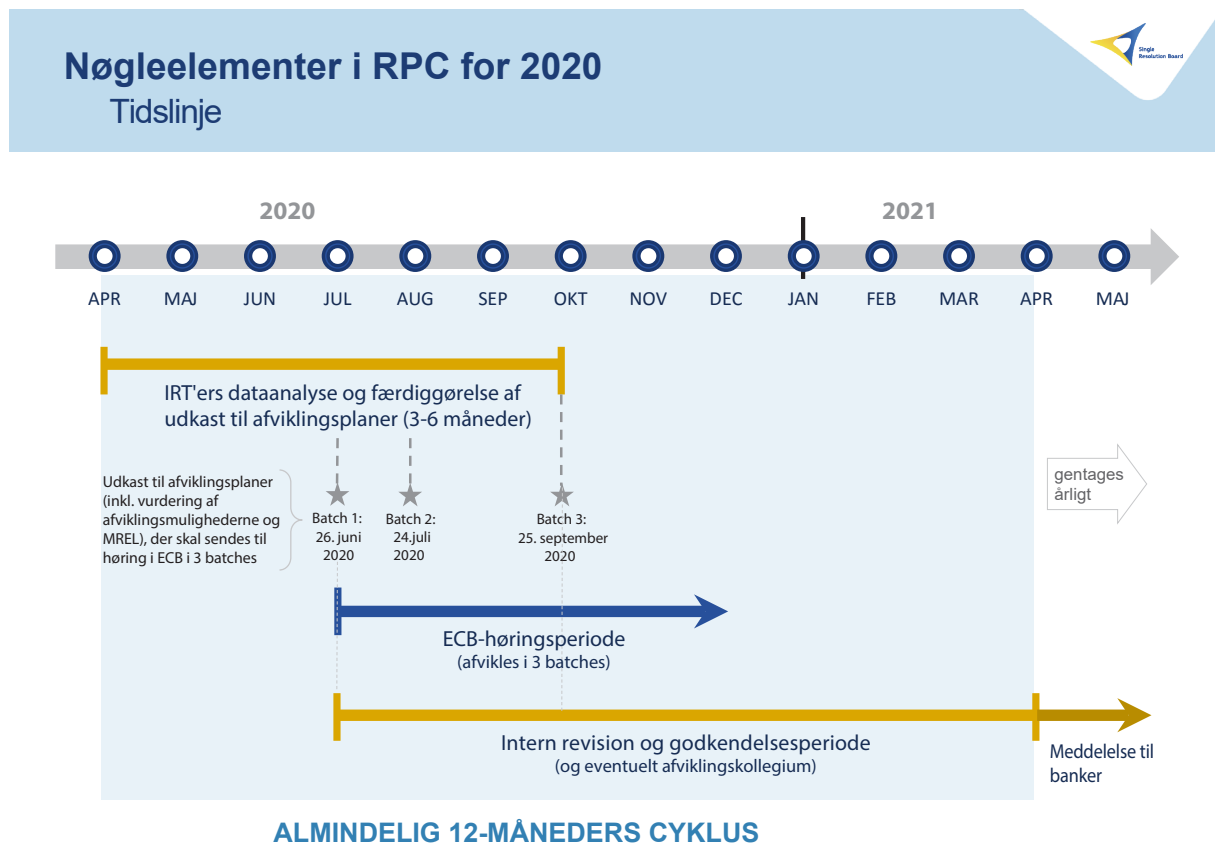 Nøgleelementer i RPC for 2020
Tidslinje
Single
Resolution Board
2020
2021
APR MAJ JUN JUL AUG SEP OKT NOV DEC JAN FEB MAR APR MAJ
IRT'ers dataanalyse og færdiggørelse af
udkast til afviklingsplaner (3-6 måneder)
Udkast til afviklingsplaner
(inkl. vurdering af
afviklingsmulighederne og
MREL), der skal sendes til
høring i ECB i 3 batches
Batch 1:
26. juni
2020
Batch 2:
24.juli
2020
Batch 3:
25. september
2020
gentages
årligt
ECB-høringsperiode
(afvikles i 3 batches)
Intern revision og godkendelsesperiode
(og eventuelt afviklingskollegium)
Meddelelse til
banker
ALMINDELIG 12-MÅNEDERS CYKLUS